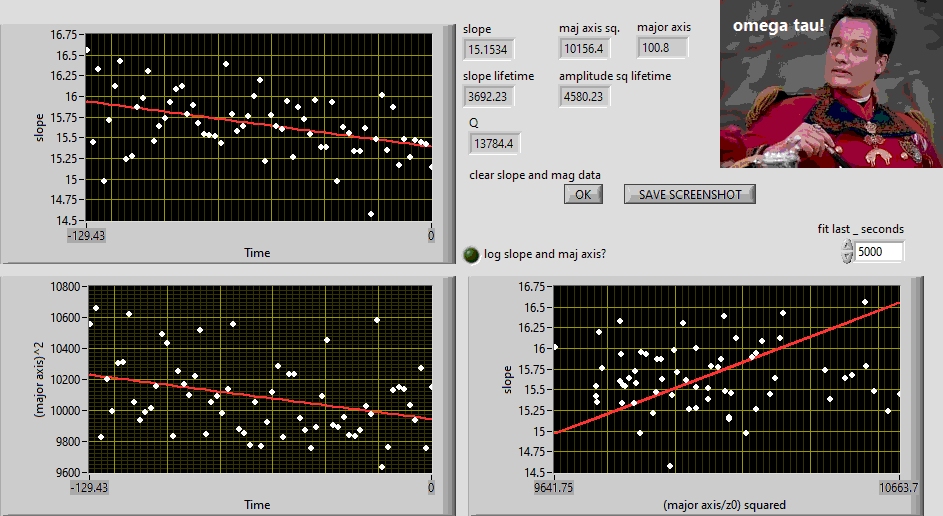 16.75
16.5
16.25
16
15.75
15.5
15.25
15
14.75
14.5
slope
-129.43
0
Time
slope
15.1534
maj axis sq.
10156.4
major axis
100.8
slope lifetime
3692.23
amplitude sq lifetime
4580.23
Q
13784.4
omega tau!
clear slope and mag data
OK
SAVE SCREENSHOT
fit last _ seconds
5000
log slope and maj axis?
10800
10600
10400
10200
10000
9800
9600
(major axis)^2
-129.43
0
Time
16.75
16.5
16.25
16
15.75
15.5
15.25
15
14.75
14.5
slope
9641.75
10663.7
(major axis/z0) squared